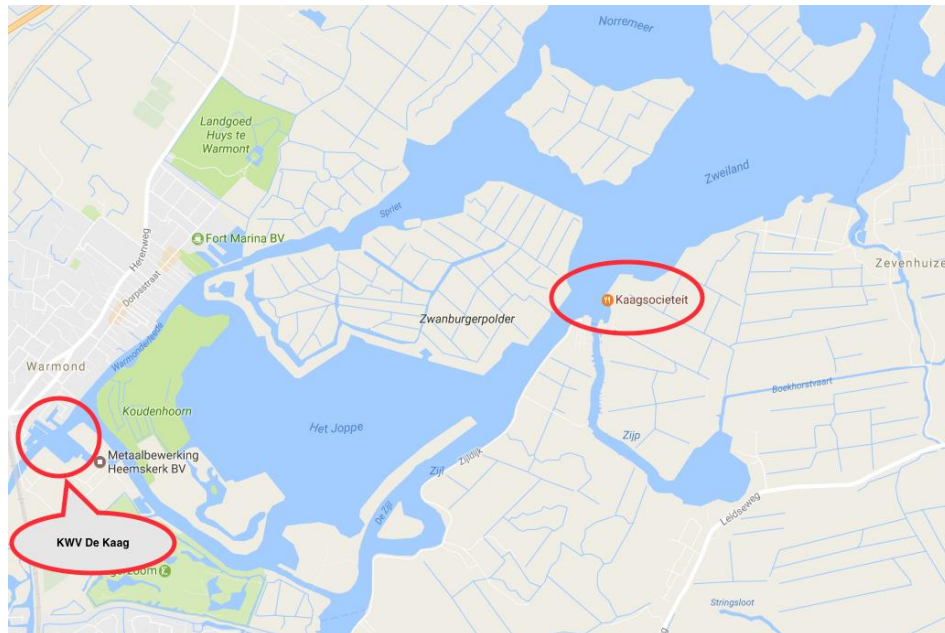 Norremeer
Landgoed
Huys te
Warmont
Zweiland
Spriet
Fort Marina BV
Herenweg
Zevenhuize
Dorpsstraat
Kaagsocieteit
Zwanburgerpolder
Warmonderleede
Warmond
Boekhorstvaart
Koudenhoorn
Het Joppe
Zijp
Metaalbewerking
Heemskerk BV
Zijl
Zijldijk
De Zijl
Leidseweg
KWV De Kaag
Stringsloot